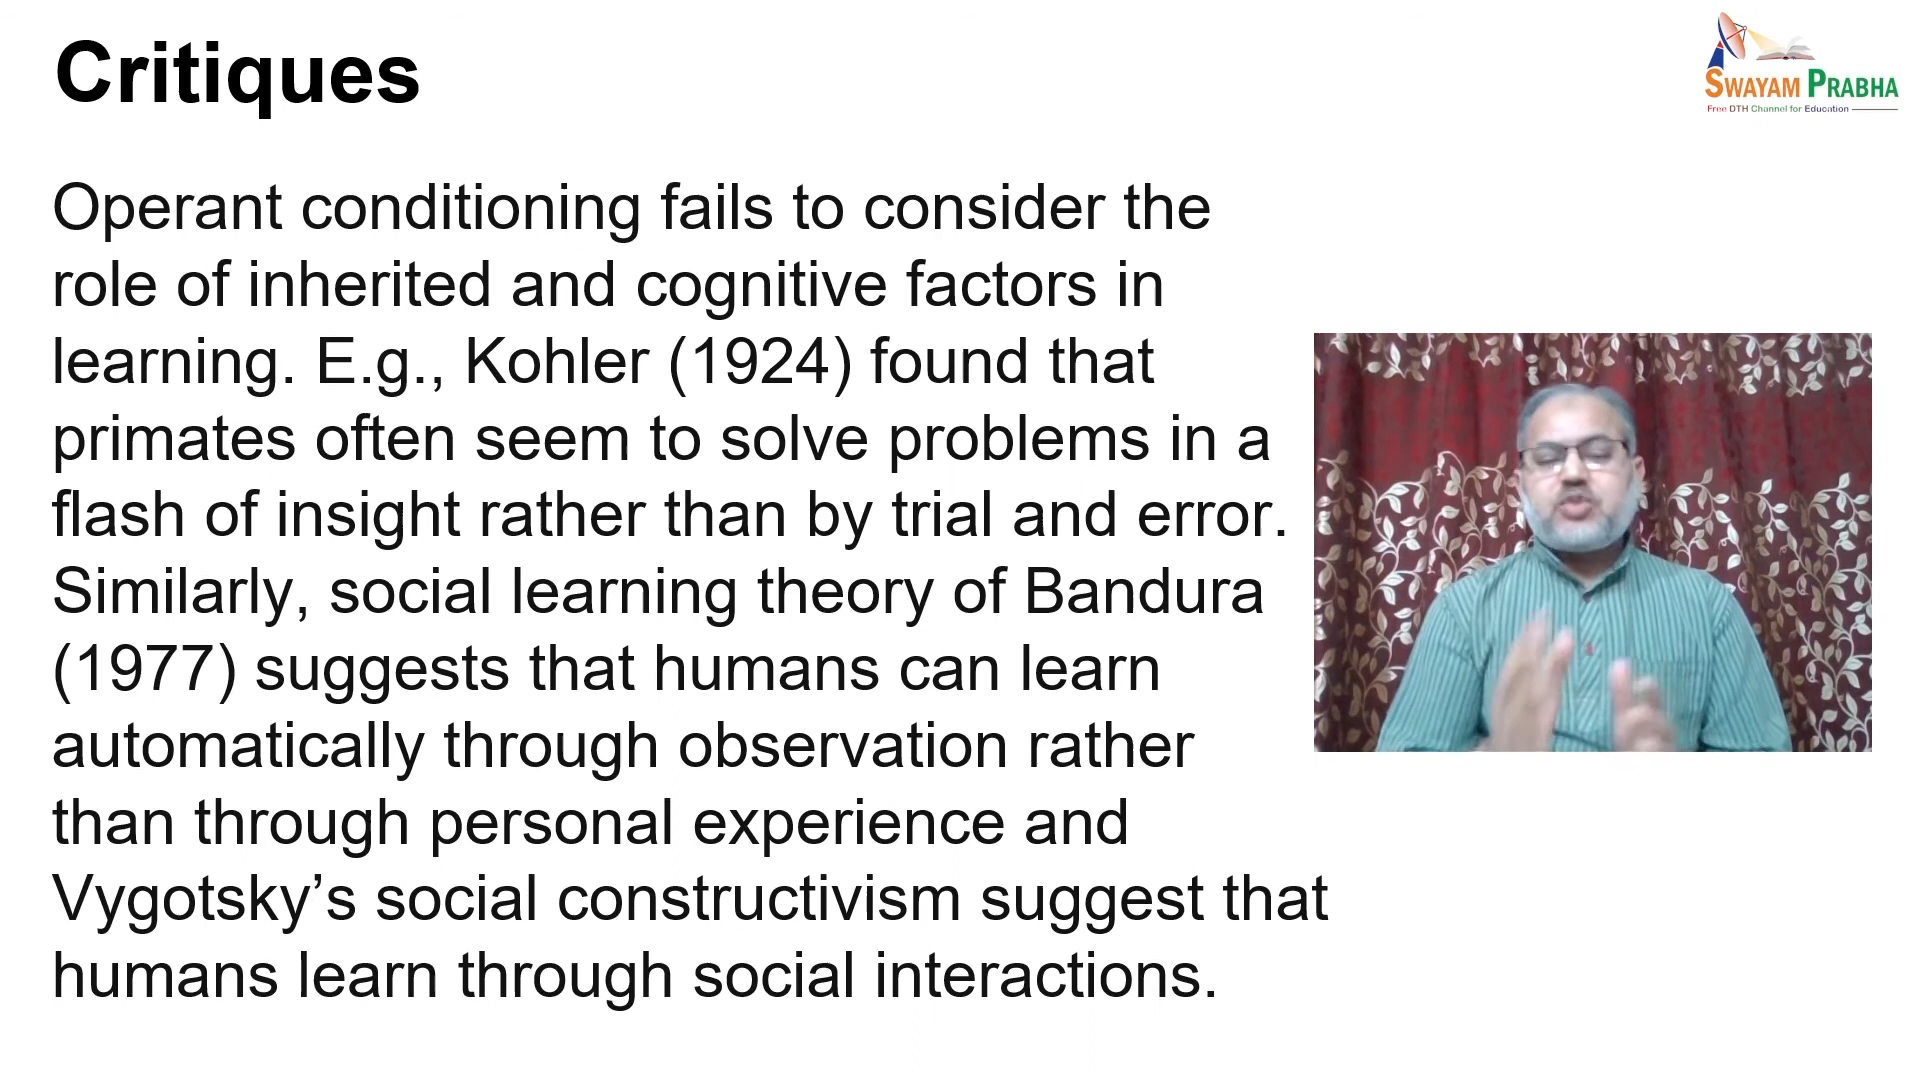 Critiques
SWAYAM PRABHA
Free DTH Channel for Education
Operant conditioning fails to consider the
role of inherited and cognitive factors in
learning. E.g., Kohler (1924) found that
primates often seem to solve problems in a
flash of insight rather than by trial and error.
Similarly, social learning theory of Bandura
(1977) suggests that humans can learn
automatically through observation rather
than through personal experience and
Vygotsky’s social constructivism suggest that
humans learn through social interactions.